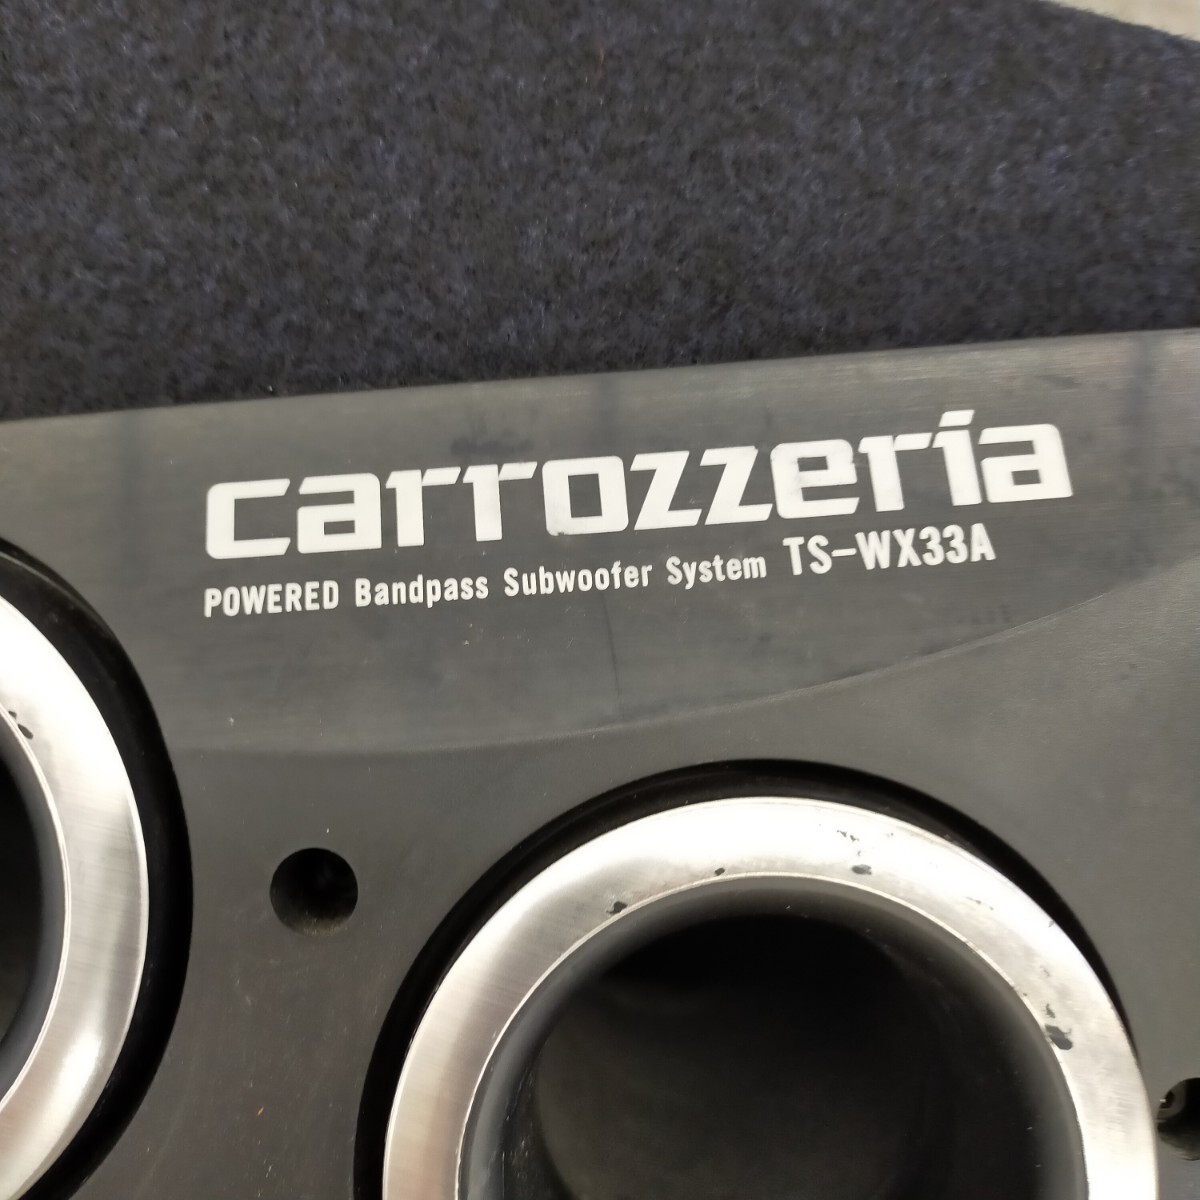 carrozzeria
POWERED Bandpass Subwoofer System TS-WX33A